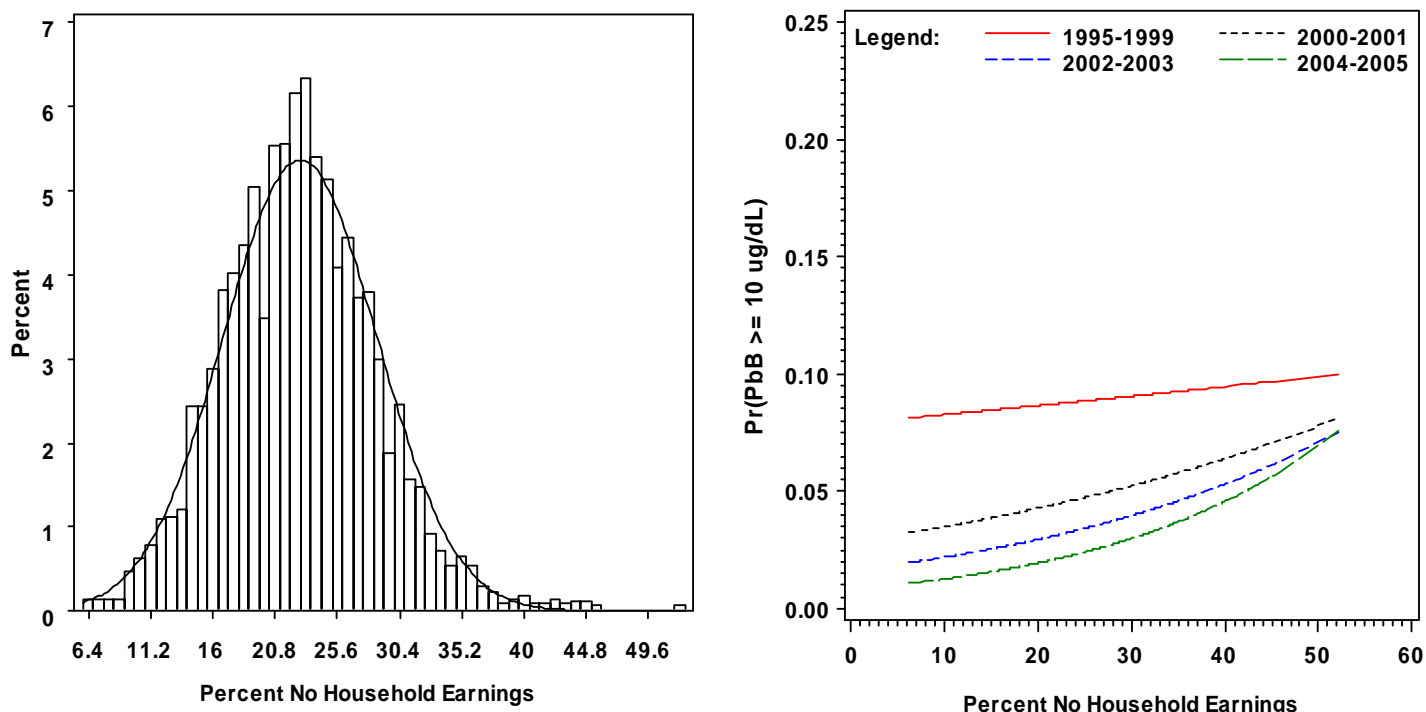 7
6
5
4
3
2
1
0
Percent
6.4 11.2 16 20.8 25.6 30.4 35.2 40 44.8 49.6
Percent No Household Earnings
0.25
0.20
0.15
0.10
0.05
0.00
Pr(PbB >= 10 ug/dL)
Legend: 1995-1999 2000-2001
2002-2003 2004-2005
0 10 20 30 40 50 60
Percent No Household Earnings